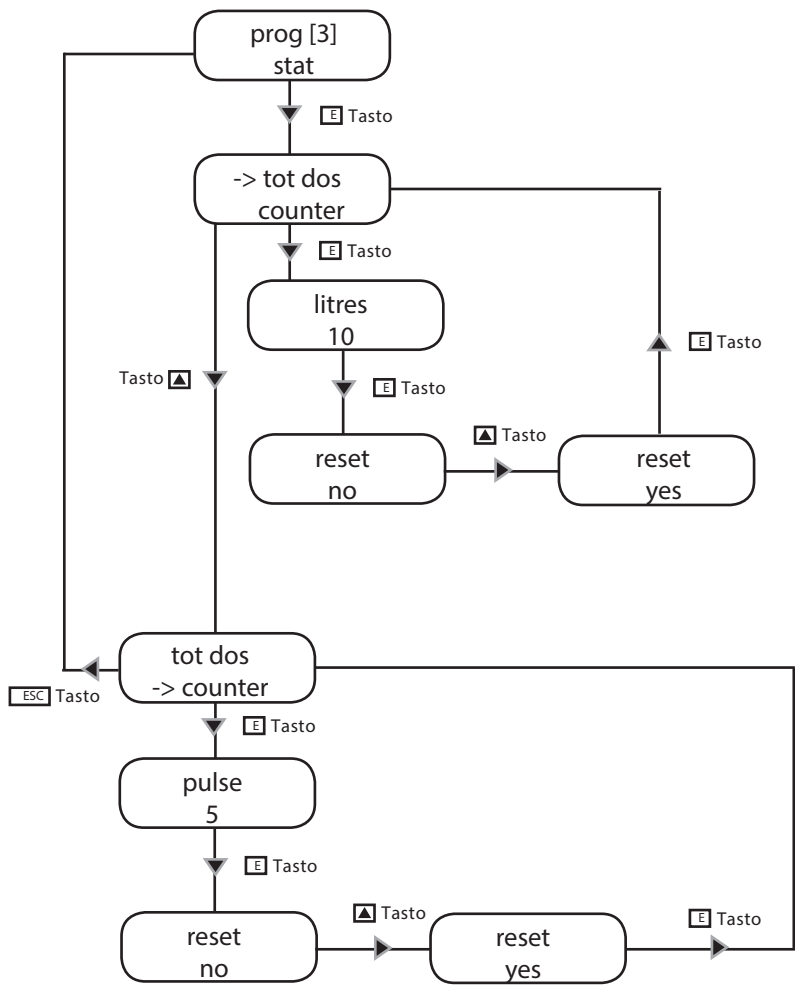 prog [3]
stat
E Tasto
-> tot dos
counter
E Tasto
litres
10
E Tasto
Tasto ▲
E Tasto
reset
no
▲ Tasto
reset
yes
tot dos
-> counter
ESC Tasto
E Tasto
pulse
5
E Tasto
reset
no
▲ Tasto
reset
yes
E Tasto